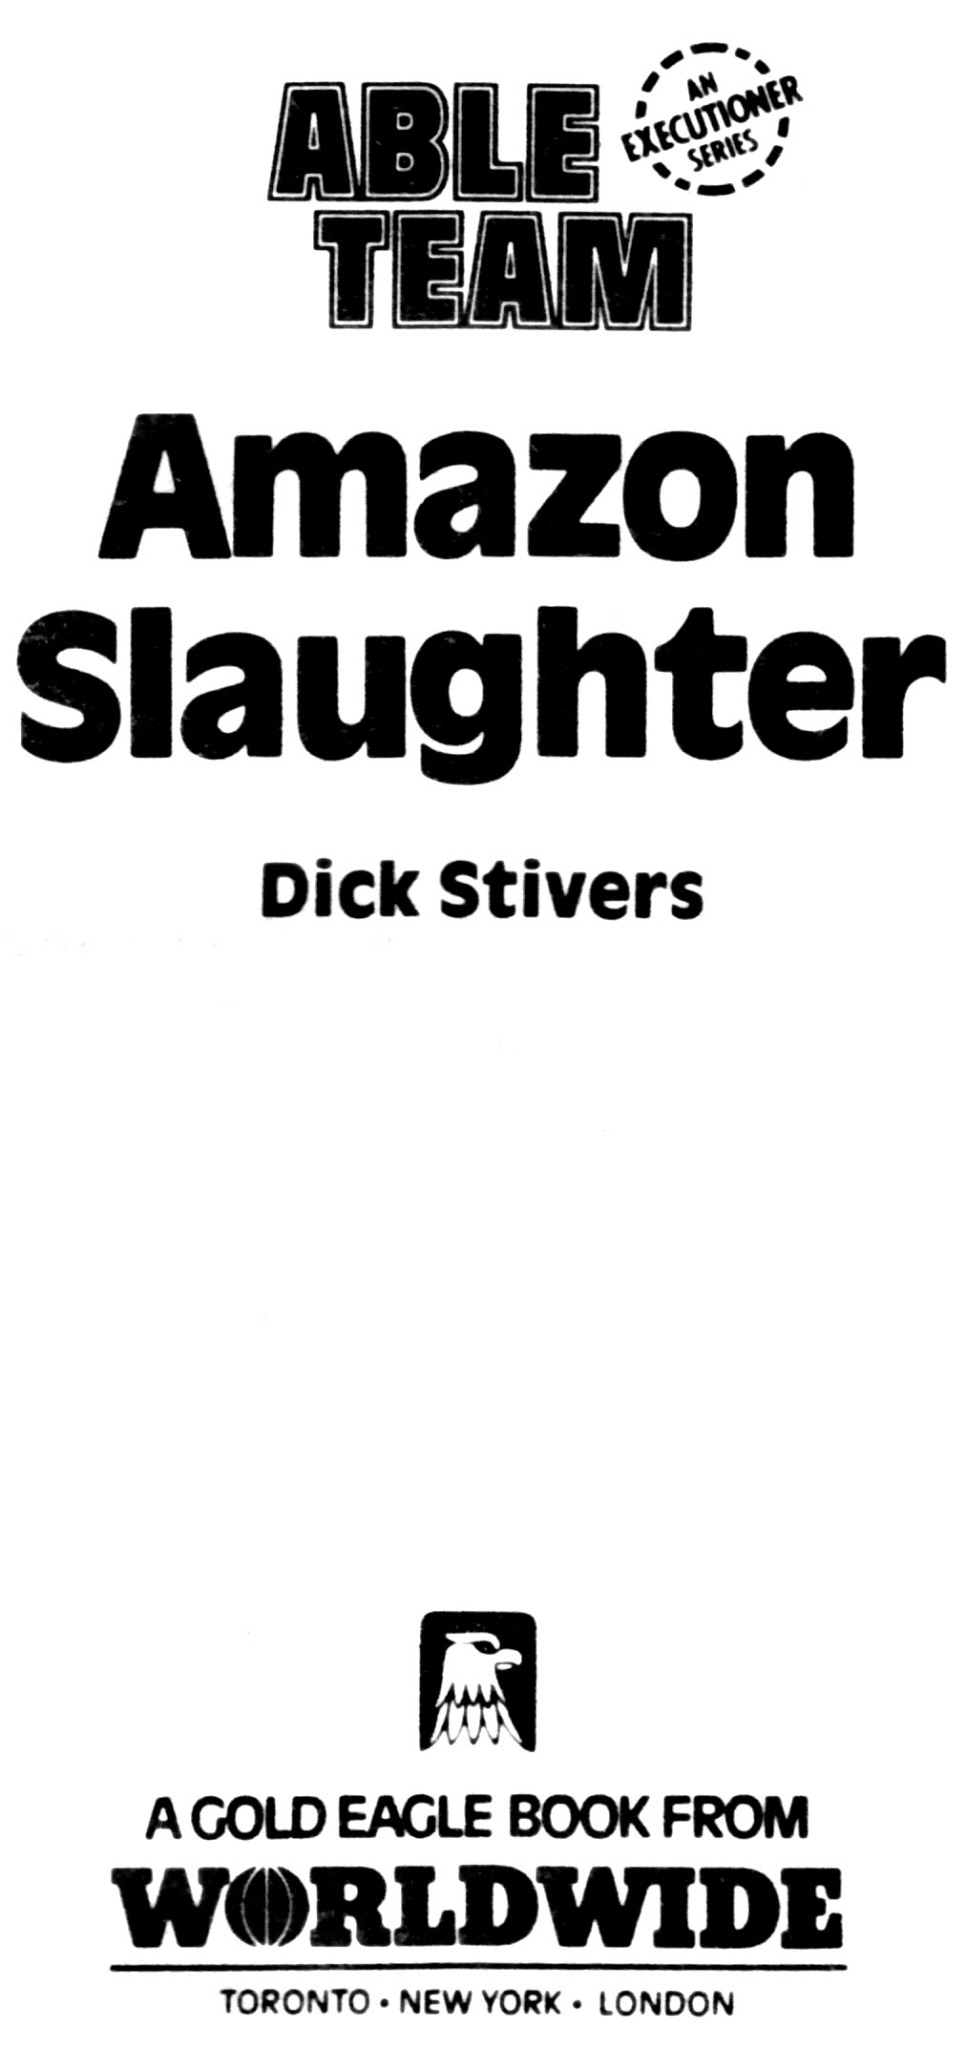 ABLE
TEAM
AN
EXECUTIONER
SERIES
Amazon
Slaughter
Dick Stivers
A GOLD EAGLE BOOK FROM
WORLDWIDE
TORONTO • NEW YORK • LONDON